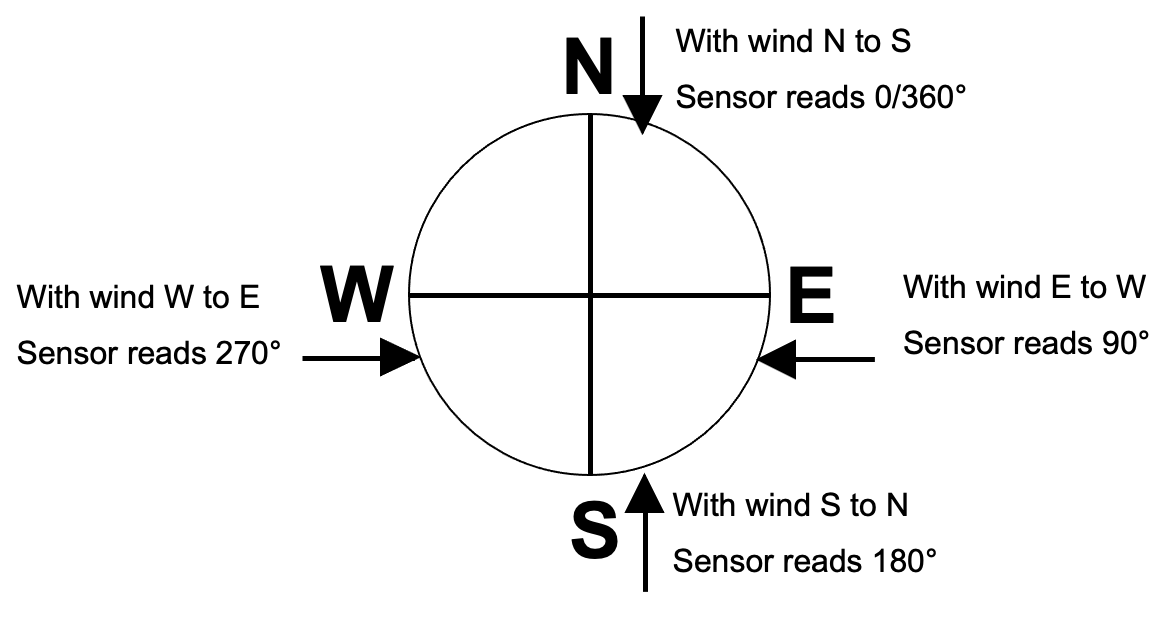 N
With wind N to S
Sensor reads 0/360°
With wind W to E
Sensor reads 270°
W
E
With wind E to W
Sensor reads 90°
S
With wind S to N
Sensor reads 180°